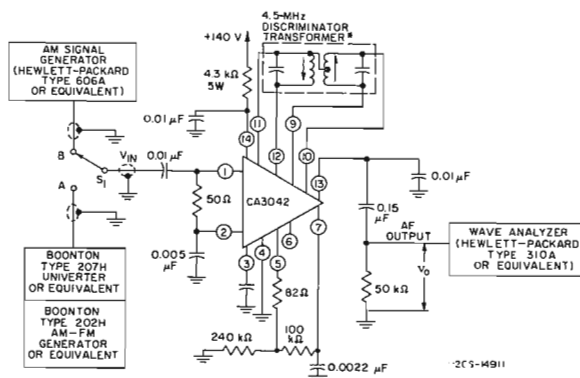 4.5-MHz
DISCRIMINATOR
TRANSFORMER*
+140 V
AM SIGNAL
GENERATOR
(HEWLETT-PACKARD
TYPE 606A
OR EQUIVALENT)
4.3 kΩ
5W
0.01 µF
11
9
14
12
10
13
B
S1
A
VIN
0.01 µF
1
50Ω
2
CA3042
0.005
µF
3
4
5
6
7
0.01 µF
0.15
µF
AF OUTPUT
WAVE ANALYZER
(HEWLETT-PACKARD
TYPE 310A
OR EQUIVALENT)
50 kΩ
Vo
BOONTON
TYPE 207H
UNIVERTER
OR EQUIVALENT
BOONTON
TYPE 202H
AM-FM
GENERATOR
OR EQUIVALENT
82Ω
240 kΩ
100
kΩ
0.0022 µF
2CS-14911